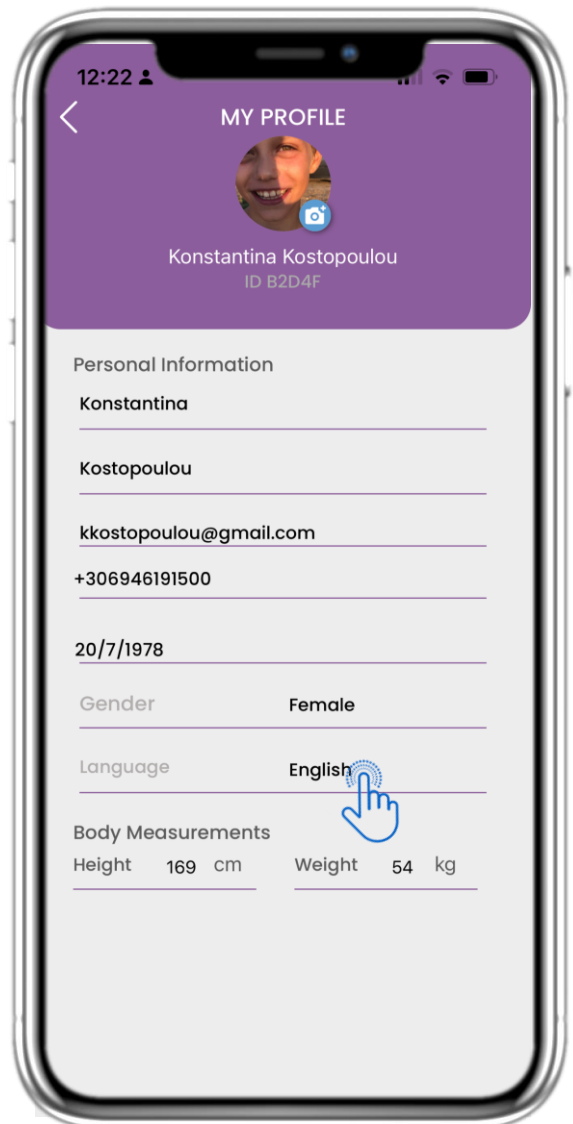 12:22
MY PROFILE
Konstantina Kostopoulou
ID B2D4F
Personal Information
Konstantina
Kostopoulou
kkostopoulou@gmail.com
+306946191500
20/7/1978
Gender Female
Language English
Body Measurements
Height 169 cm Weight 54 kg